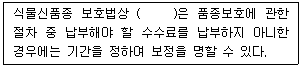 식물신품종 보호법상 (    )은 품종보호에 관한
절차 중 납부해야 할 수수료를 납부하지 아니한
경우에는 기간을 정하여 보정을 명할 수 있다.